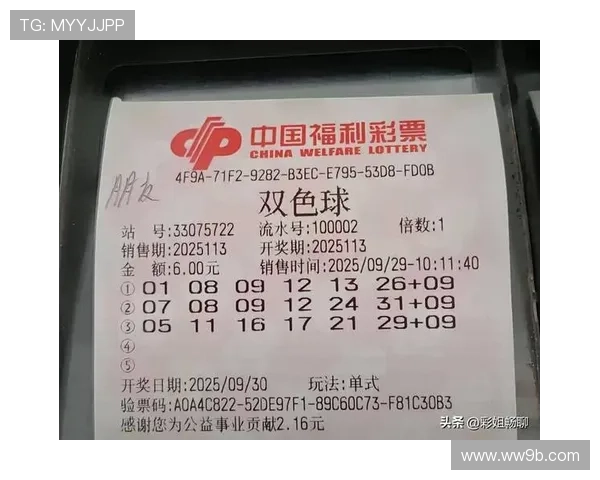 TG: MYYJJPP
中国福利彩票
CHINA WELFARE LOTTERY
4F9A-71F2-9282-B3EC-E795-53D8-FD0B
朋友
双色球
站 号:33075722 流水号:100002 倍数:1
销售期:2025113 开奖期:2025113
金 额:6.00元 销售时间:2025/09/29-10:11:40
① 01 08 09 12 13 26+09
② 07 08 09 12 24 31+09
③ 05 11 16 17 21 29+09
④
⑤
开奖日期:2025/09/30 玩法:单式
验票码:A0A4C822-52DE97F1-89C60C73-F81C30B3
感谢您为公益事业贡献2.16元
头条 @彩姐畅聊
www.ww9b.com